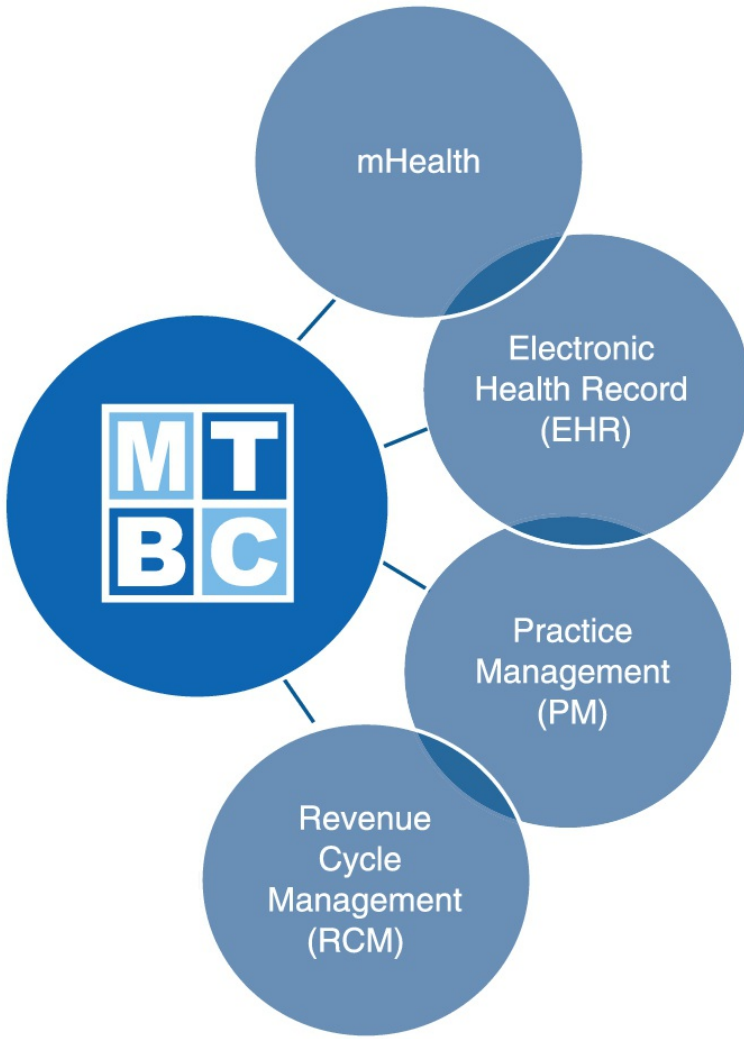 mHealth
Electronic
Health Record
(EHR)
M T
B C
Practice
Management
(PM)
Revenue
Cycle
Management
(RCM)